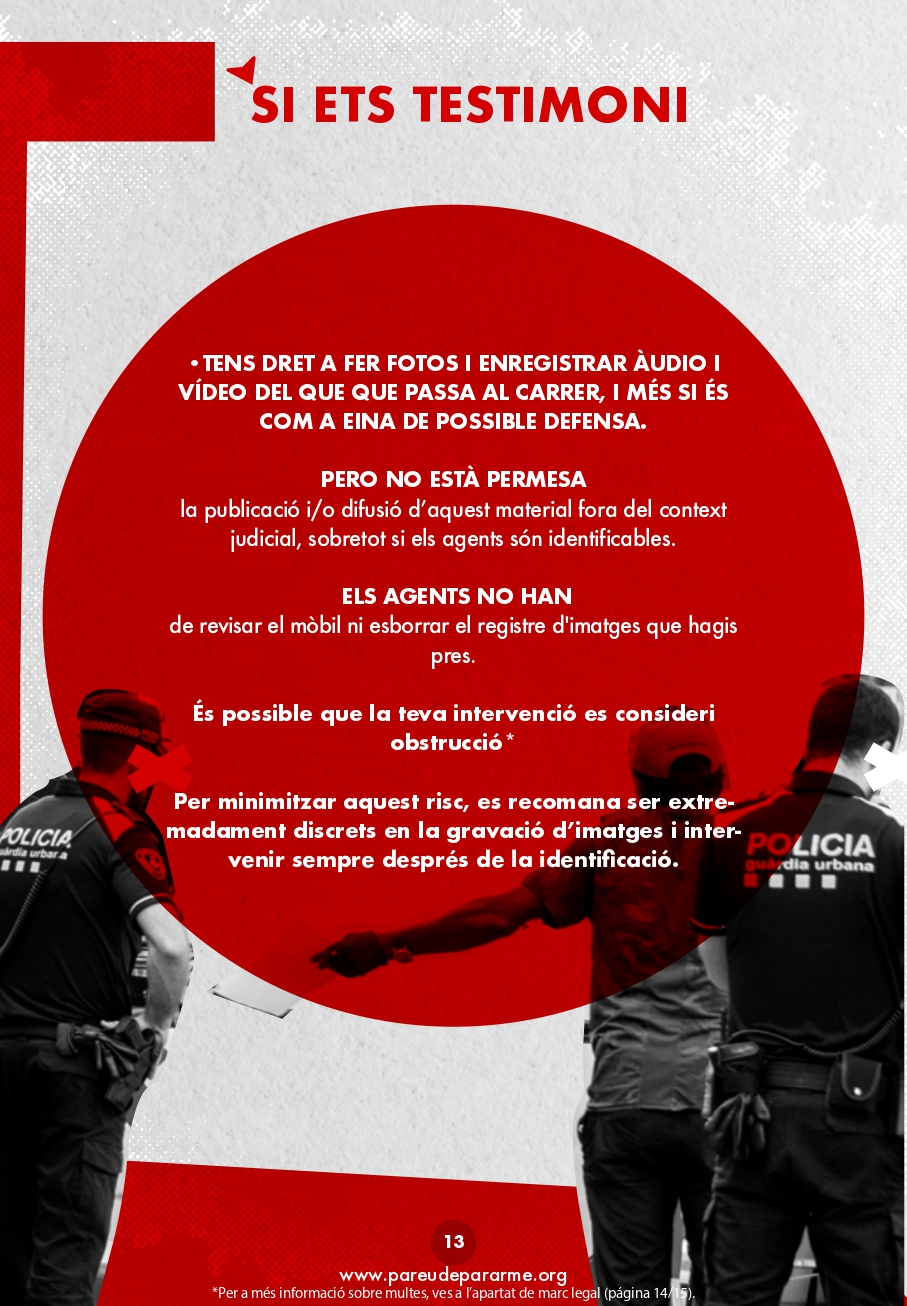 SI ETS TESTIMONI
• TENS DRET A FER FOTOS I ENREGISTRAR ÀUDIO I
VÍDEO DEL QUE QUE PASSA AL CARRER, I MÉS SI ÉS
COM A EINA DE POSSIBLE DEFENSA.
PERO NO ESTÀ PERMESA
la publicació i/o difusió d’aquest material fora del context
judicial, sobretot si els agents són identificables.
ELS AGENTS NO HAN
de revisar el mòbil ni esborrar el registre d'imatges que hagis
pres.
És possible que la teva intervenció es consideri
obstrucció*
Per minimitzar aquest risc, es recomana ser extre-
madament discrets en la gravació d’imatges i inter-
venir sempre després de la identificació.
POLICIA
guàrdia urbana
POLICIA
guàrdia urbana
13
www.pareudepararme.org
*Per a més informació sobre multes, ves a l’apartat de marc legal (página 14/15).